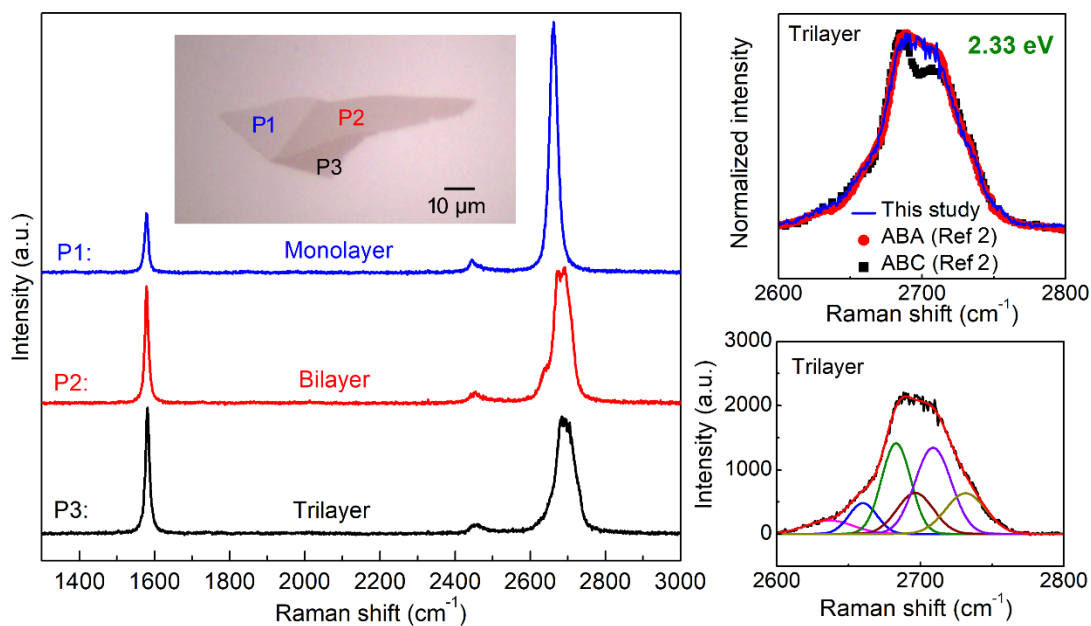 P1
P2
P3
10 µm
P1:
Monolayer
P2:
Bilayer
P3:
Trilayer
Intensity (a.u.)
1400 1600 1800 2000 2200 2400 2600 2800 3000
Raman shift (cm⁻¹)
Trilayer
2.33 eV
Normalized intensity
This study
ABA (Ref 2)
ABC (Ref 2)
2600 2700 2800
Raman shift (cm⁻¹)
Trilayer
Intensity (a.u.)
3000
2000
1000
0
2600 2700 2800
Raman shift (cm⁻¹)